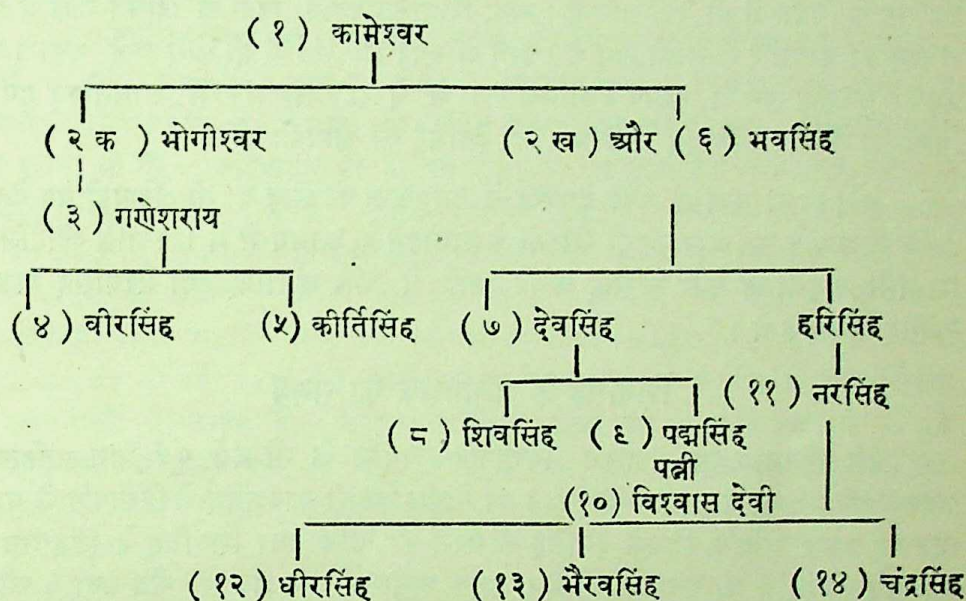 ( १ ) कामेश्वर
( २ क ) भोगीश्वर ( २ ख ) और ( ६ ) भवसिंह
( ३ ) गणेशराय
( ४ ) वीरसिंह (५) कीर्तिसिंह ( ७ ) देवसिंह हरिसिंह
( ११ ) नरसिंह
( ८ ) शिवसिंह ( ९ ) पद्मसिंह
पत्नी
(१०) विश्वास देवी
( १२ ) धीरसिंह ( १३ ) भैरवसिंह ( १४ ) चंद्रसिंह